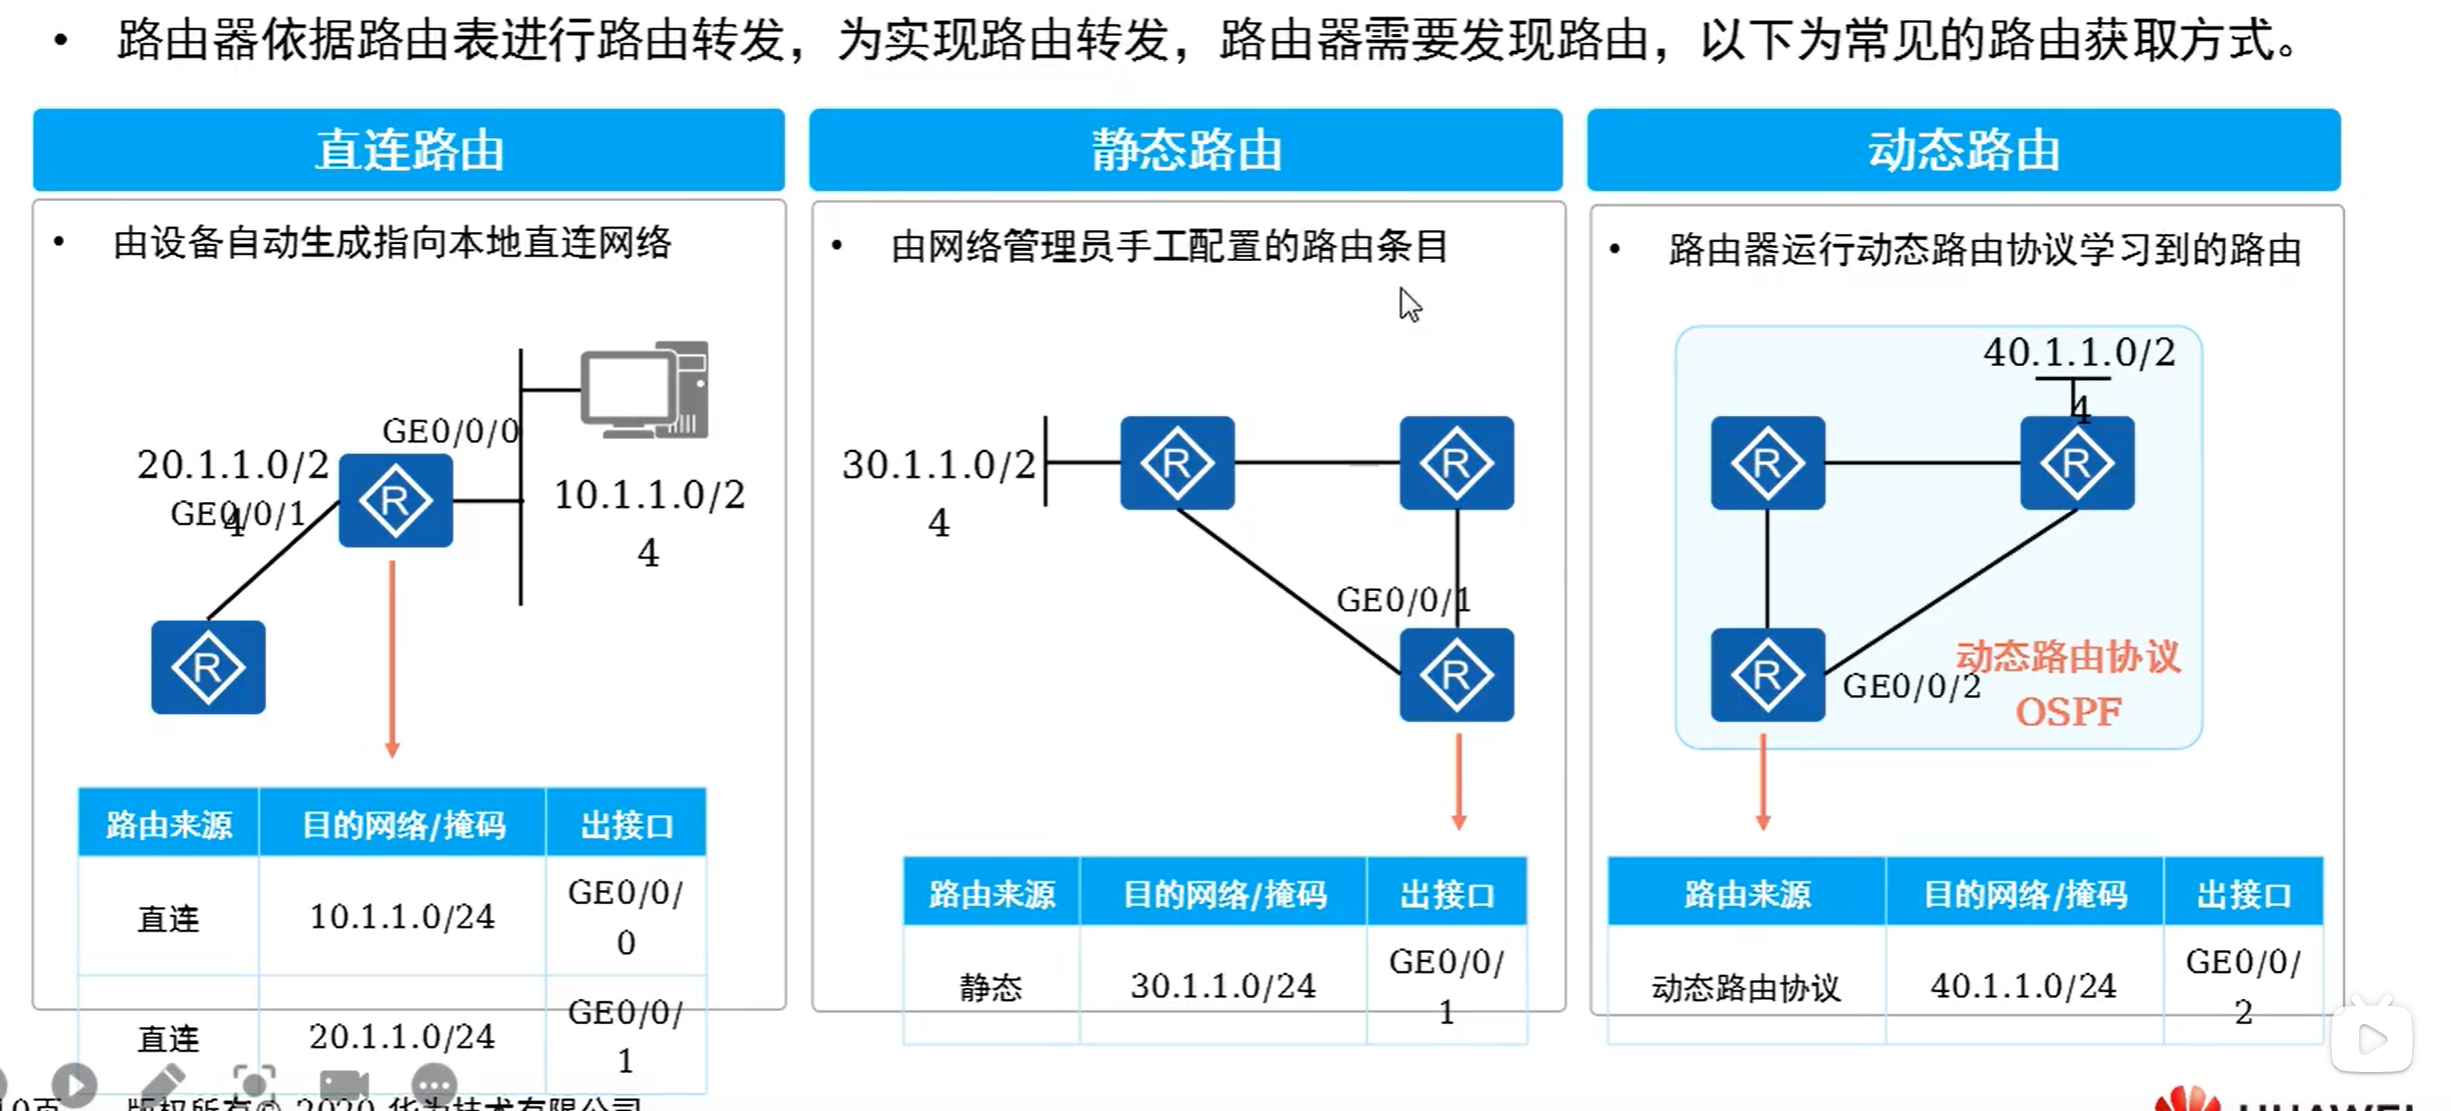 • 路由器依据路由表进行路由转发，为实现路由转发，路由器需要发现路由，以下为常见的路由获取方式。
直连路由
• 由设备自动生成指向本地直连网络
GE0/0/0
20.1.1.0/2
4
GE0/0/1
10.1.1.0/2
4
R
R
路由来源 目的网络/掩码 出接口
直连 10.1.1.0/24 GE0/0/
0
直连 20.1.1.0/24 GE0/0/
1
静态路由
• 由网络管理员手工配置的路由条目
30.1.1.0/2
4
R
R
GE0/0/1
R
路由来源 目的网络/掩码 出接口
静态 30.1.1.0/24 GE0/0/
1
动态路由
• 路由器运行动态路由协议学习到的路由
40.1.1.0/2
4
R
R
R
GE0/0/2
动态路由协议
OSPF
路由来源 目的网络/掩码 出接口
动态路由协议 40.1.1.0/24 GE0/0/
2
版权所有© 2020 华为技术有限公司
HUAWEI